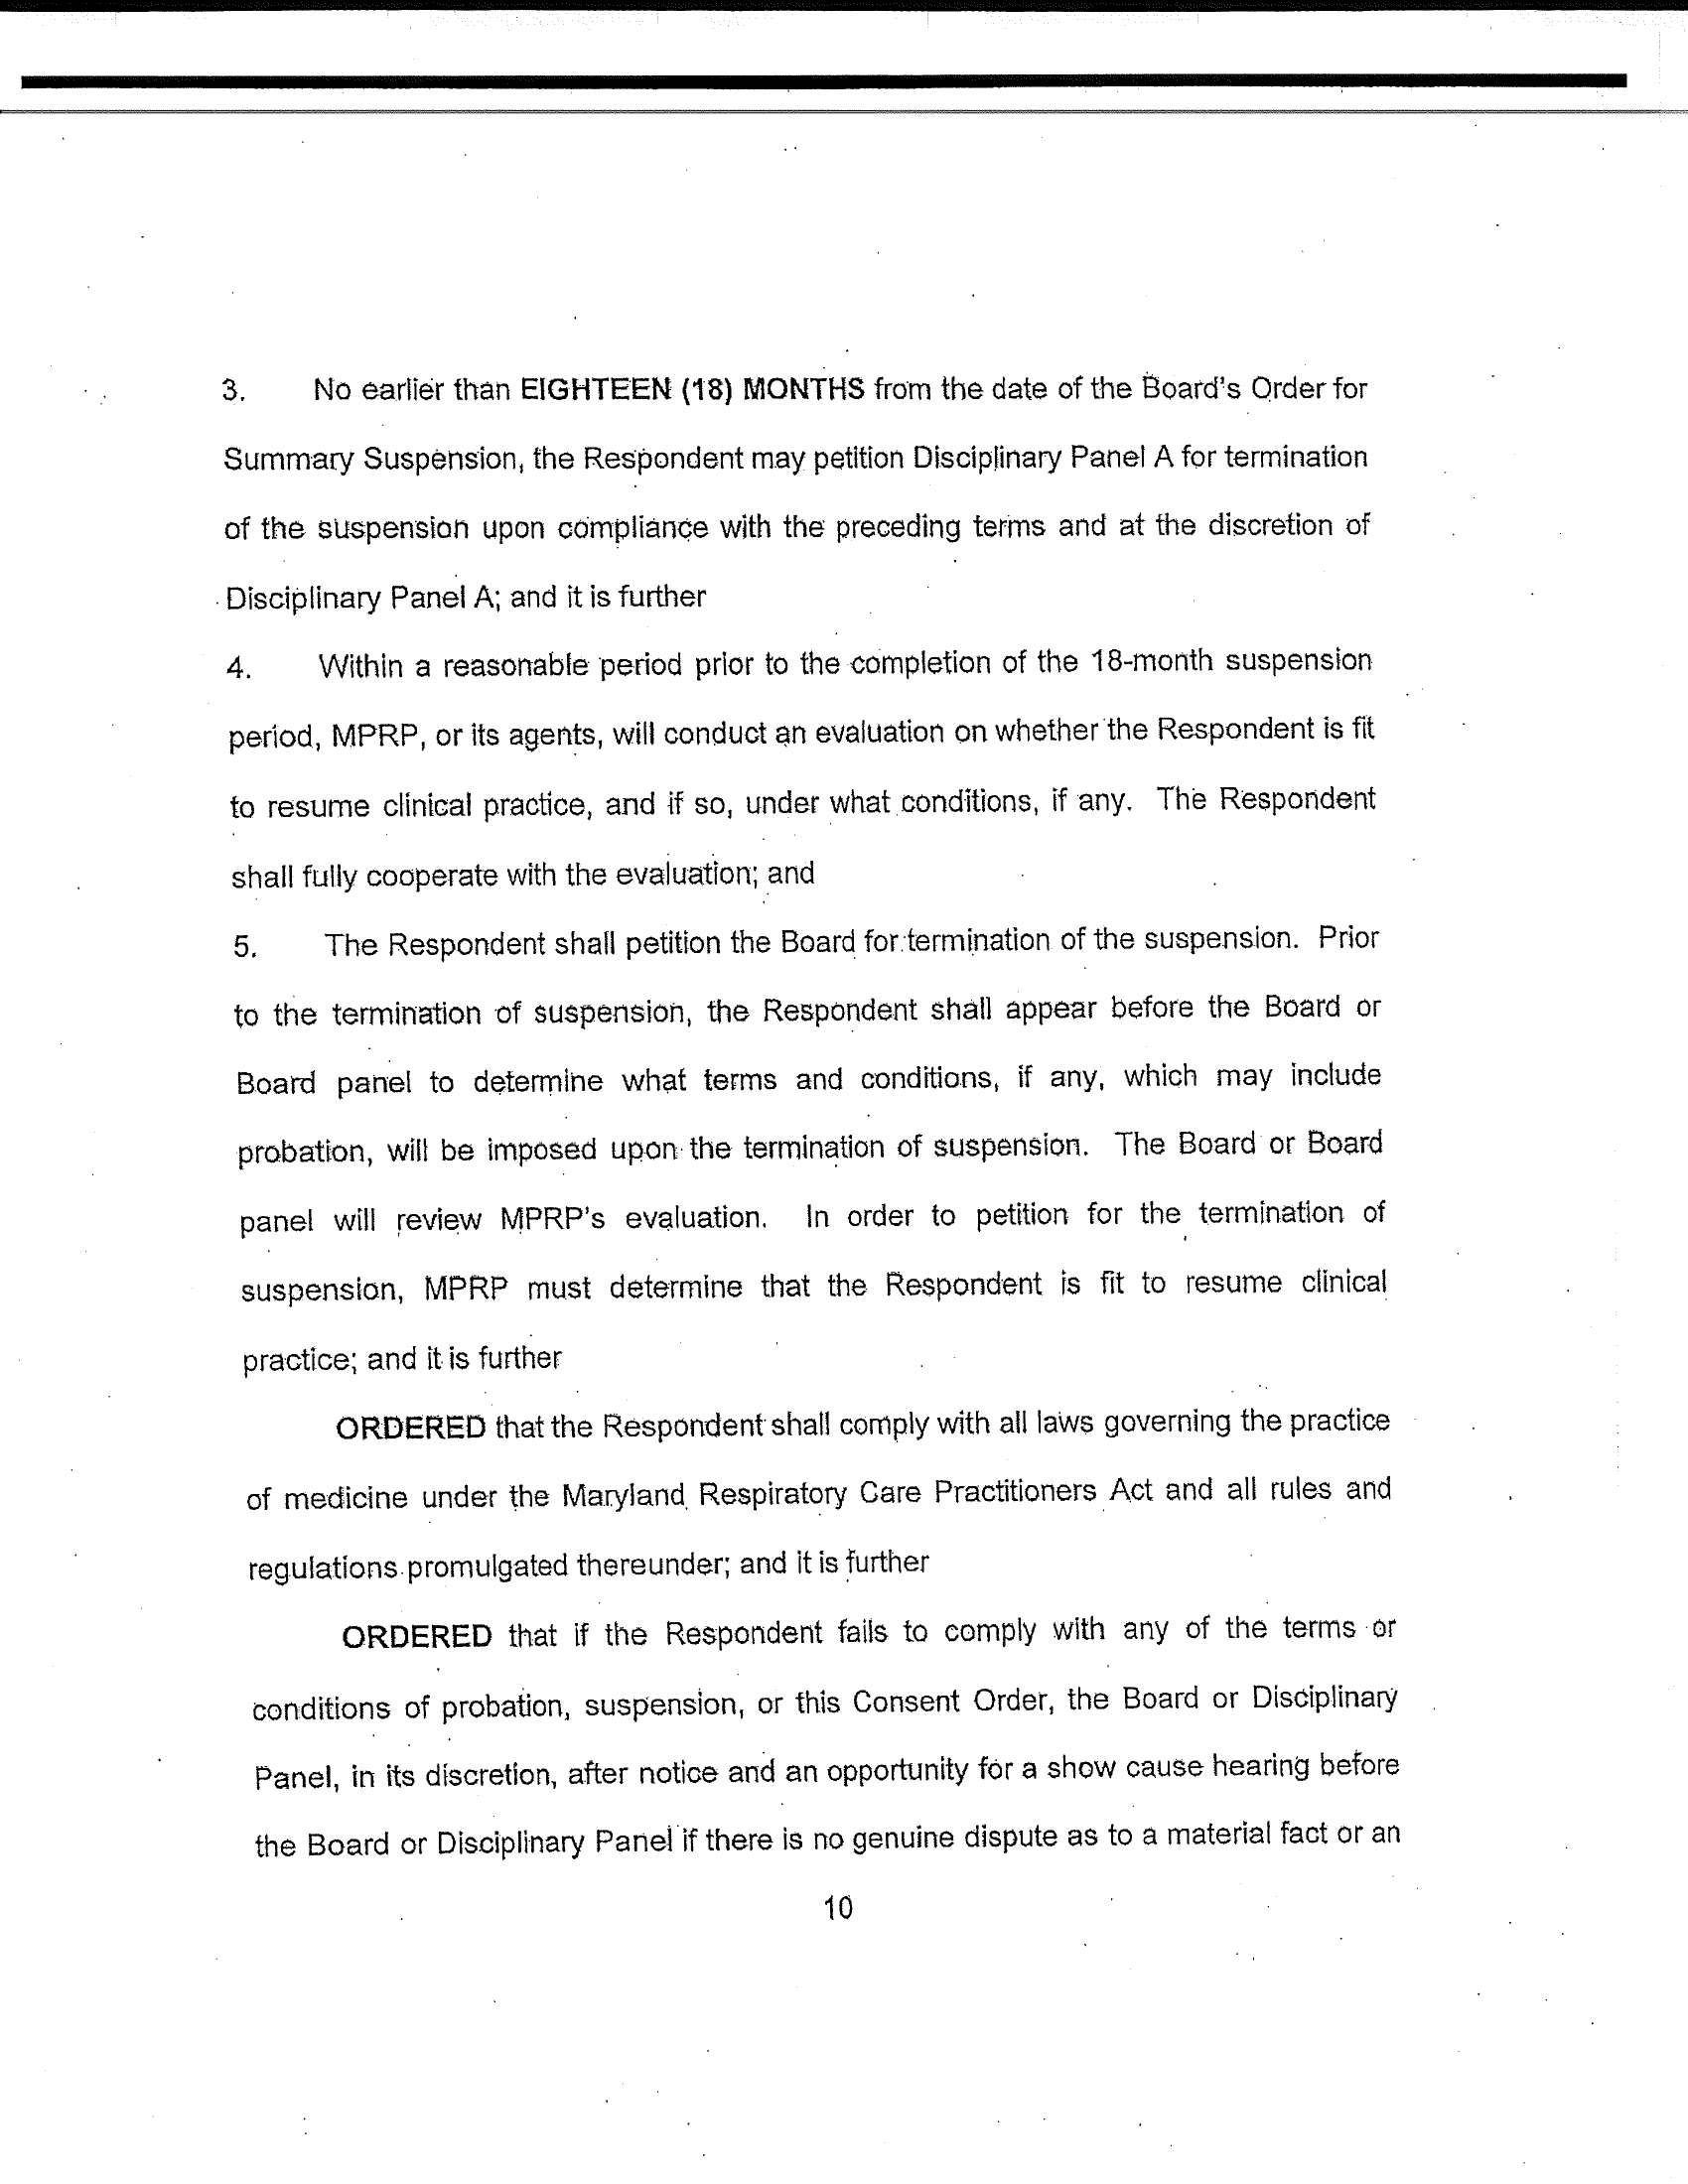 3. No earlier than EIGHTEEN (18) MONTHS from the date of the Board's Order for
Summary Suspension, the Respondent may petition Disciplinary Panel A for termination
of the suspension upon compliance with the preceding terms and at the discretion of
Disciplinary Panel A; and it is further
4. Within a reasonable period prior to the completion of the 18-month suspension
period, MPRP, or its agents, will conduct an evaluation on whether the Respondent is fit
to resume clinical practice, and if so, under what conditions, if any. The Respondent
shall fully cooperate with the evaluation; and
5. The Respondent shall petition the Board for termination of the suspension. Prior
to the termination of suspension, the Respondent shall appear before the Board or
Board panel to determine what terms and conditions, if any, which may include
probation, will be imposed upon the termination of suspension. The Board or Board
panel will review MPRP's evaluation. In order to petition for the termination of
suspension, MPRP must determine that the Respondent is fit to resume clinical
practice; and it is further
ORDERED that the Respondent shall comply with all laws governing the practice
of medicine under the Maryland Respiratory Care Practitioners Act and all rules and
regulations promulgated thereunder; and it is further
ORDERED that if the Respondent fails to comply with any of the terms or
conditions of probation, suspension, or this Consent Order, the Board or Disciplinary
Panel, in its discretion, after notice and an opportunity for a show cause hearing before
the Board or Disciplinary Panel if there is no genuine dispute as to a material fact or an
10